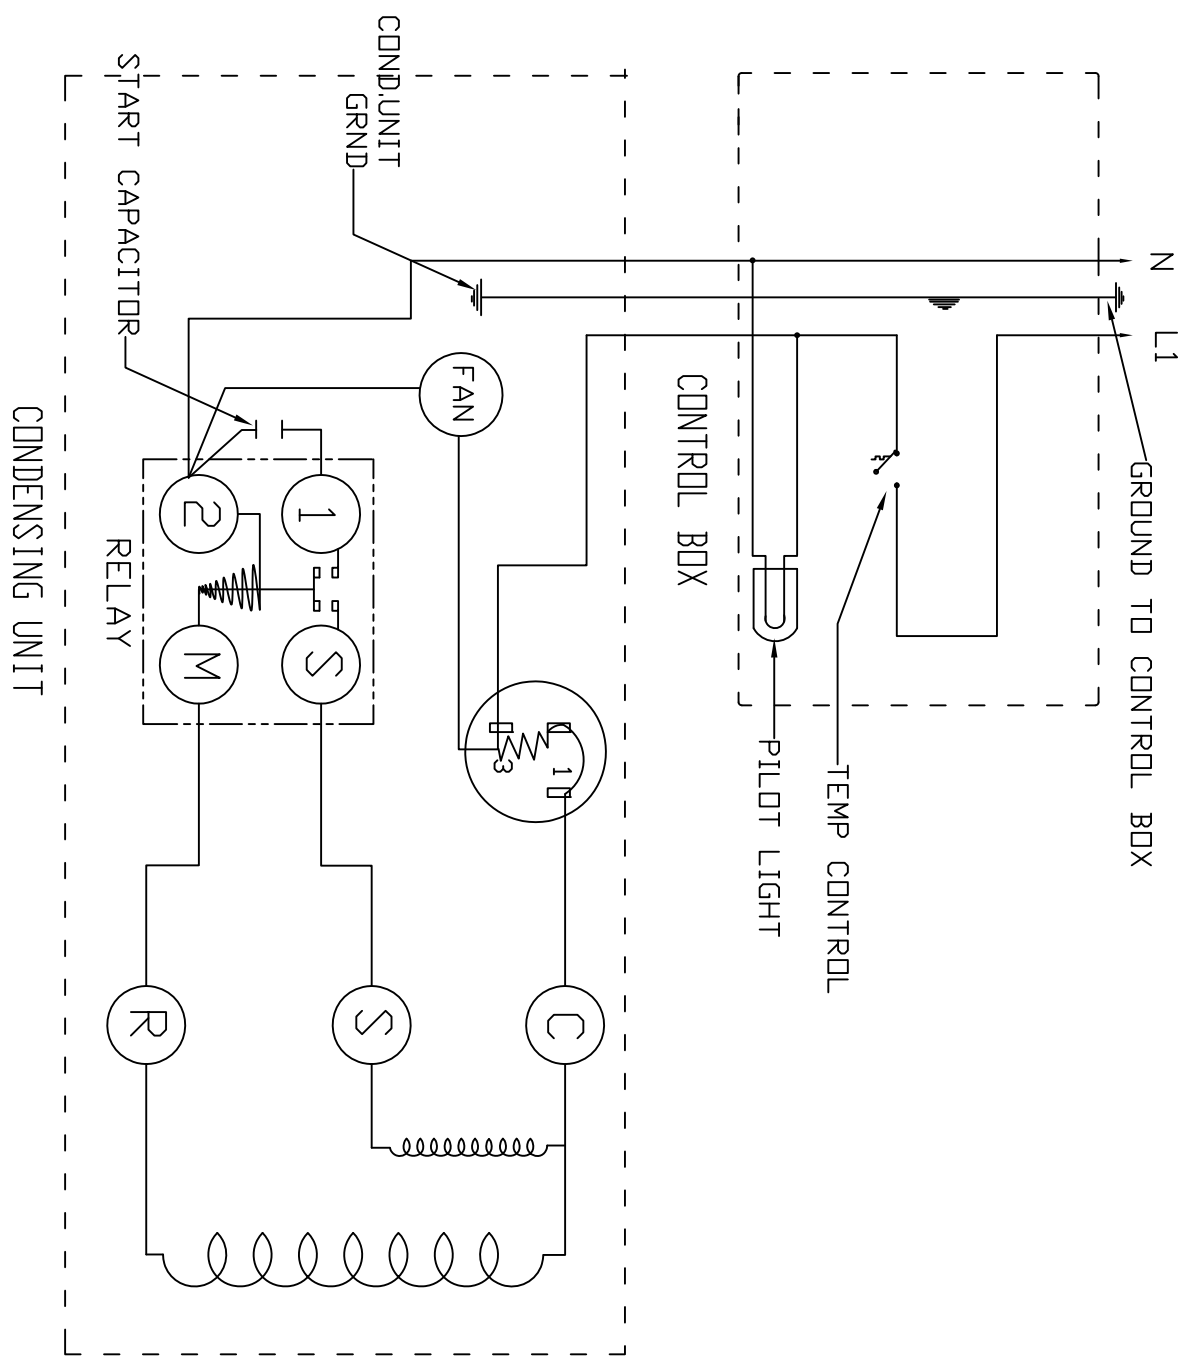 N
L1
GROUND TO CONTROL BOX
TEMP CONTROL
PILOT LIGHT
CONTROL BOX
COND.UNIT
GRND
START CAPACITOR
FAN
1
2
S
M
RELAY
1
3
C
S
R
CONDENSING UNIT